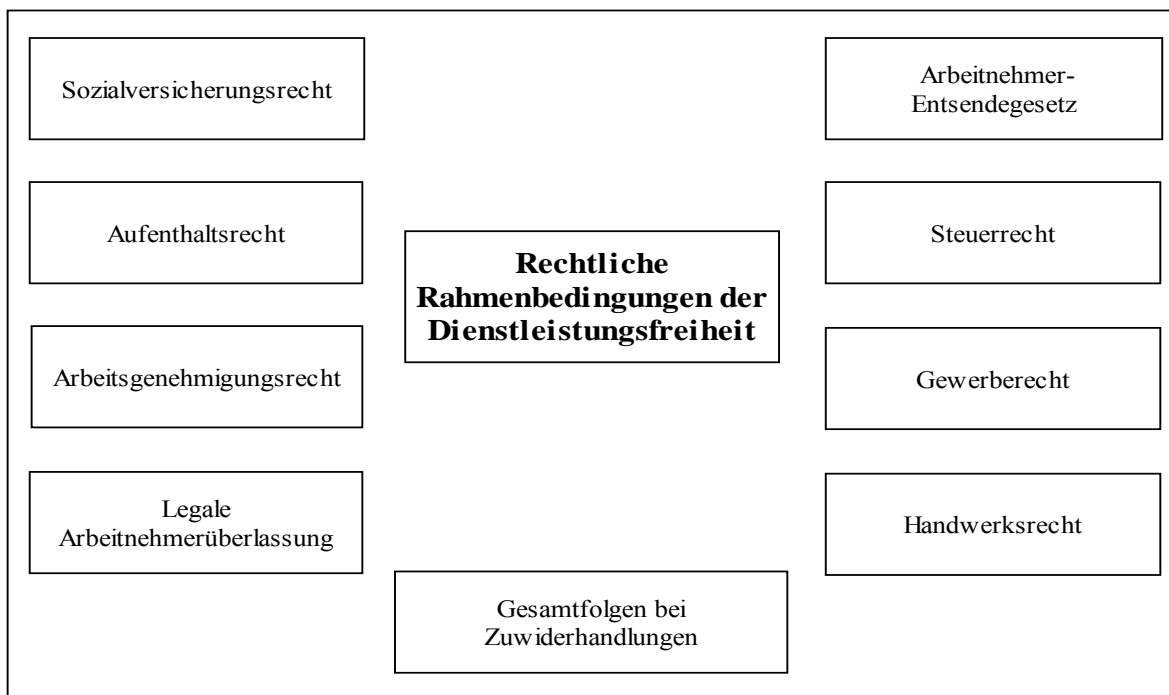 Sozialversicherungsrecht
Aufenthaltsrecht
Arbeitsgenehmigungsrecht
Legale
Arbeitnehmerüberlassung
Rechtliche
Rahmenbedingungen der
Dienstleistungsfreiheit
Gesamtfolgen bei
Zuwiderhandlungen
Arbeitnehmer-
Entsendegesetz
Steuerrecht
Gewerberecht
Handwerksrecht